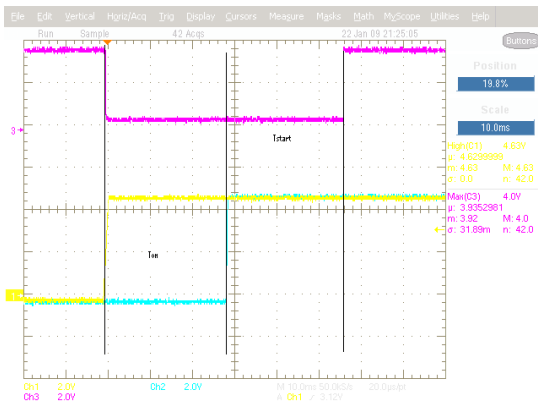 File Edit Vertical Horiz/Acq Trig Display Cursors Measure Masks Math MyScope Utilities Help
Run Sample 42 Acqs 22 Jan 09 21:25:05
Buttons
Position
19.8%
Scale
10.0ms
High(C1) 4.63V
μ: 4.6299999
m: 4.63 M: 4.63
σ: 0.0 n: 42.0
Max(C3) 4.0V
μ: 3.9352981
m: 3.92 M: 4.0
σ: 31.89m n: 42.0
3
Tstart
Ton
Ch1 2.0V Ch2 2.0V M 10.0ms 50.0kS/s 20.0μs/pt
Ch3 2.0V A Ch1 3.12V